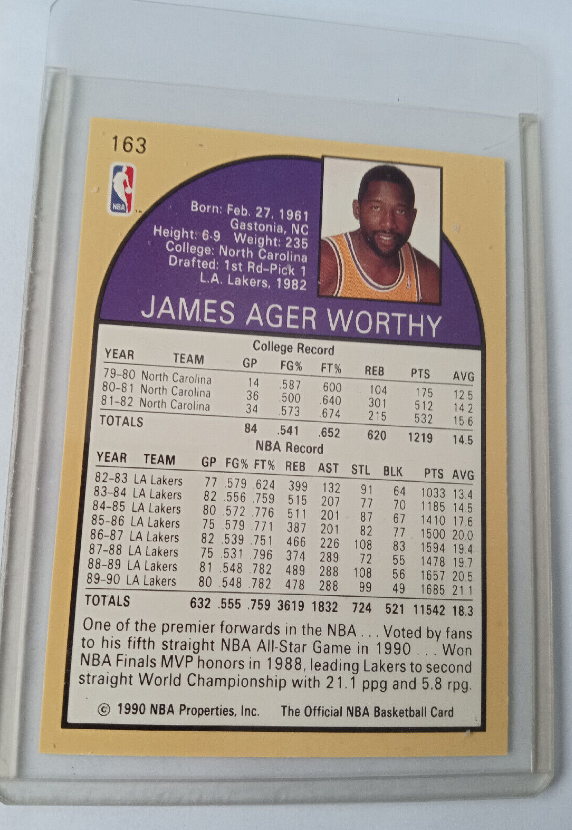 163
NBA
Born: Feb. 27, 1961
Gastonia, NC
Height: 6-9 Weight: 235
College: North Carolina
Drafted: 1st Rd-Pick 1
L.A. Lakers, 1982
JAMES AGER WORTHY
College Record
YEAR TEAM GP FG% FT% REB PTS AVG
79-80 North Carolina 14 .587 .600 104 175 12.5
80-81 North Carolina 36 .500 .640 301 512 14.2
81-82 North Carolina 34 .573 .674 215 532 15.6
TOTALS 84 .541 .652 620 1219 14.5
NBA Record
YEAR TEAM GP FG% FT% REB AST STL BLK PTS AVG
82-83 LA Lakers 77 .579 .624 399 132 91 64 1033 13.4
83-84 LA Lakers 82 .556 .759 515 207 77 70 1185 14.5
84-85 LA Lakers 80 .572 .776 511 201 87 67 1410 17.6
85-86 LA Lakers 75 .579 .771 387 201 82 77 1500 20.0
86-87 LA Lakers 82 .539 .751 466 226 108 83 1594 19.4
87-88 LA Lakers 75 .531 .796 374 289 72 55 1478 19.7
88-89 LA Lakers 81 .548 .782 489 288 108 56 1657 20.5
89-90 LA Lakers 80 .548 .782 478 288 99 49 1685 21.1
TOTALS 632 .555 .759 3619 1832 724 521 11542 18.3
One of the premier forwards in the NBA . . . Voted by fans
to his fifth straight NBA All-Star Game in 1990 . . . Won
NBA Finals MVP honors in 1988, leading Lakers to second
straight World Championship with 21.1 ppg and 5.8 rpg.
© 1990 NBA Properties, Inc. The Official NBA Basketball Card